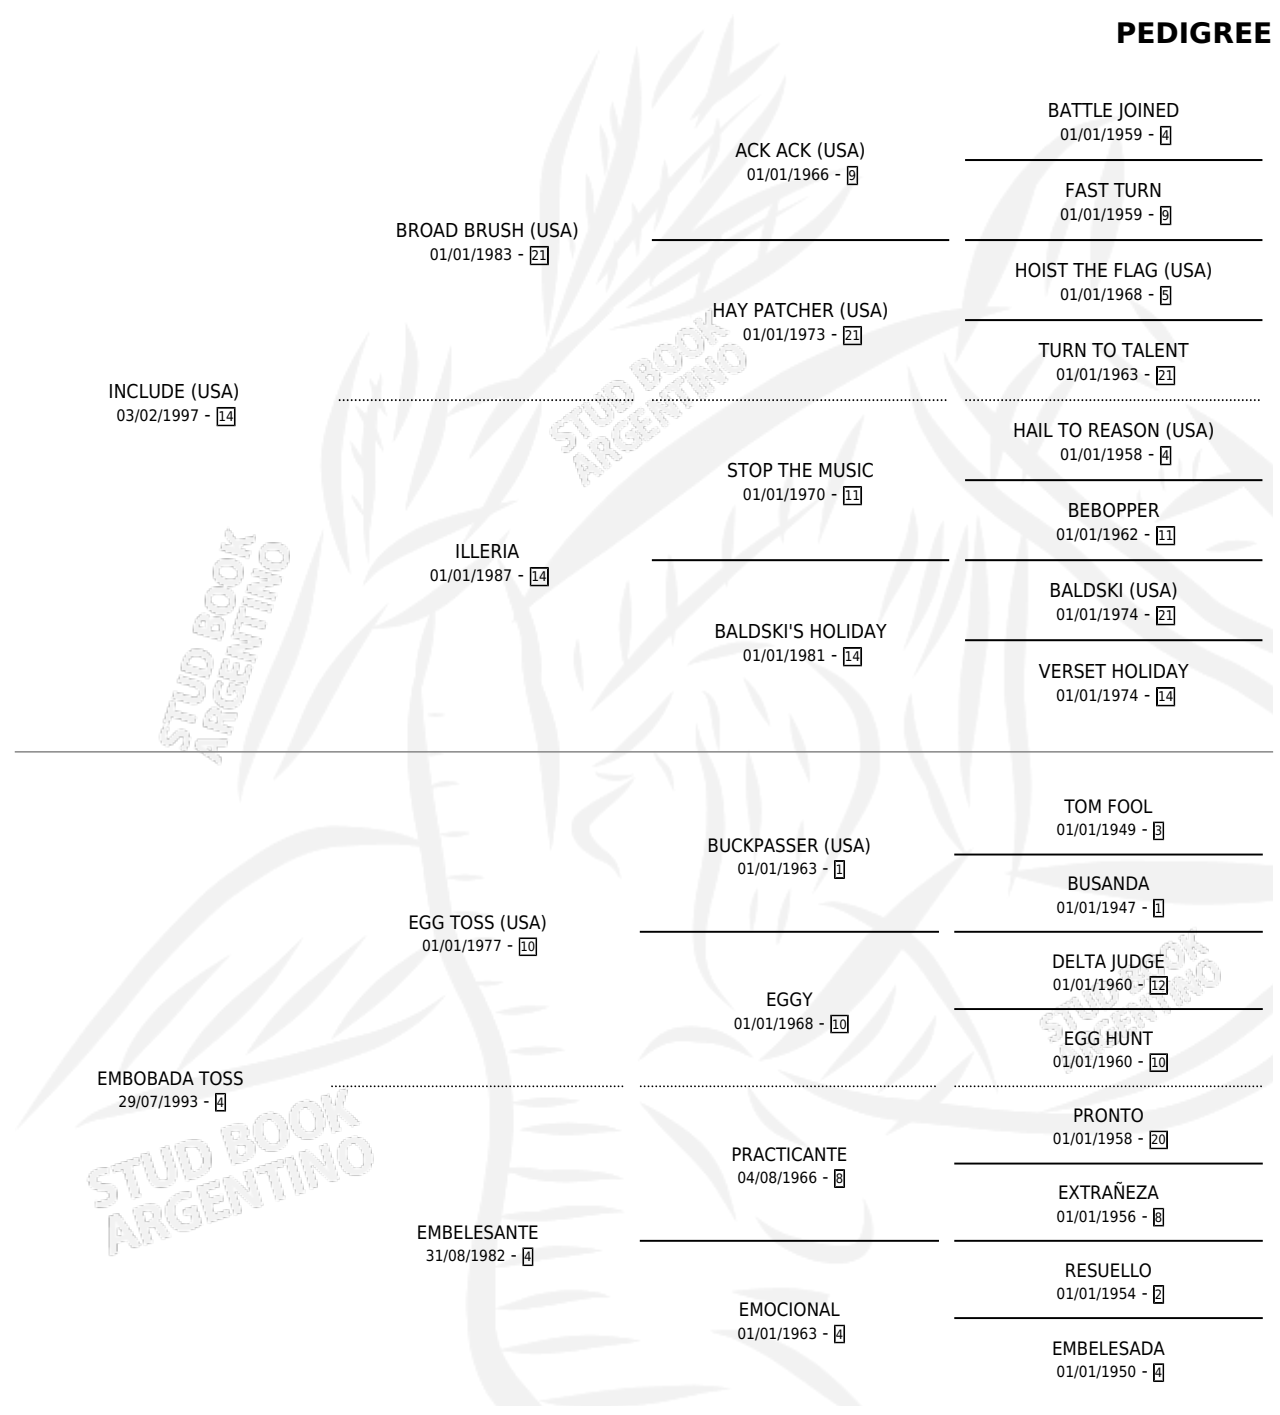 PEDIGREE
BATTLE JOINED
01/01/1959 - 4
ACK ACK (USA)
01/01/1966 - 9
FAST TURN
01/01/1959 - 9
BROAD BRUSH (USA)
01/01/1983 - 21
HOIST THE FLAG (USA)
01/01/1968 - 5
HAY PATCHER (USA)
01/01/1973 - 21
TURN TO TALENT
01/01/1963 - 21
INCLUDE (USA)
03/02/1997 - 14
HAIL TO REASON (USA)
01/01/1958 - 4
STOP THE MUSIC
01/01/1970 - 11
BEBOPPER
01/01/1962 - 11
ILLERIA
01/01/1987 - 14
BALDSKI (USA)
01/01/1974 - 21
BALDSKI'S HOLIDAY
01/01/1981 - 14
VERSET HOLIDAY
01/01/1974 - 14
TOM FOOL
01/01/1949 - 3
BUCKPASSER (USA)
01/01/1963 - 1
BUSANDA
01/01/1947 - 1
EGG TOSS (USA)
01/01/1977 - 10
DELTA JUDGE
01/01/1960 - 12
EGGY
01/01/1968 - 10
EGG HUNT
01/01/1960 - 10
EMBOBADA TOSS
29/07/1993 - 4
PRONTO
01/01/1958 - 20
PRACTICANTE
04/08/1966 - 8
EXTRAÑEZA
01/01/1956 - 8
EMBELESANTE
31/08/1982 - 4
RESUELLO
01/01/1954 - 2
EMOCIONAL
01/01/1963 - 4
EMBELESADA
01/01/1950 - 4
STUD BOOK
ARGENTINO
STUD BOOK
ARGENTINO
STUD BOOK
ARGENTINO
STUD BOOK
ARGENTINO